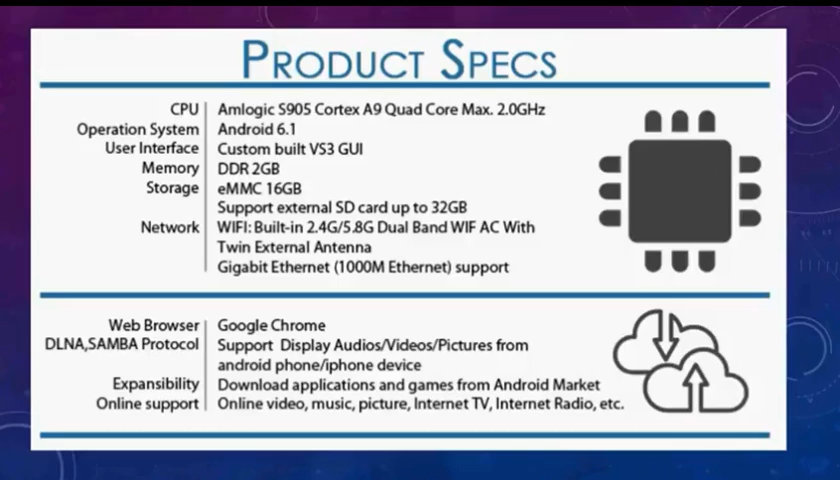 PRODUCT SPECS
CPU Amlogic S905 Cortex A9 Quad Core Max. 2.0GHz
Operation System Android 6.1
User Interface Custom built VS3 GUI
Memory DDR 2GB
Storage eMMC 16GB
Support external SD card up to 32GB
Network WIFI: Built-in 2.4G/5.8G Dual Band WIF AC With
Twin External Antenna
Gigabit Ethernet (1000M Ethernet) support
Web Browser Google Chrome
DLNA,SAMBA Protocol Support Display Audios/Videos/Pictures from
android phone/iphone device
Expansibility Download applications and games from Android Market
Online support Online video, music, picture, Internet TV, Internet Radio, etc.